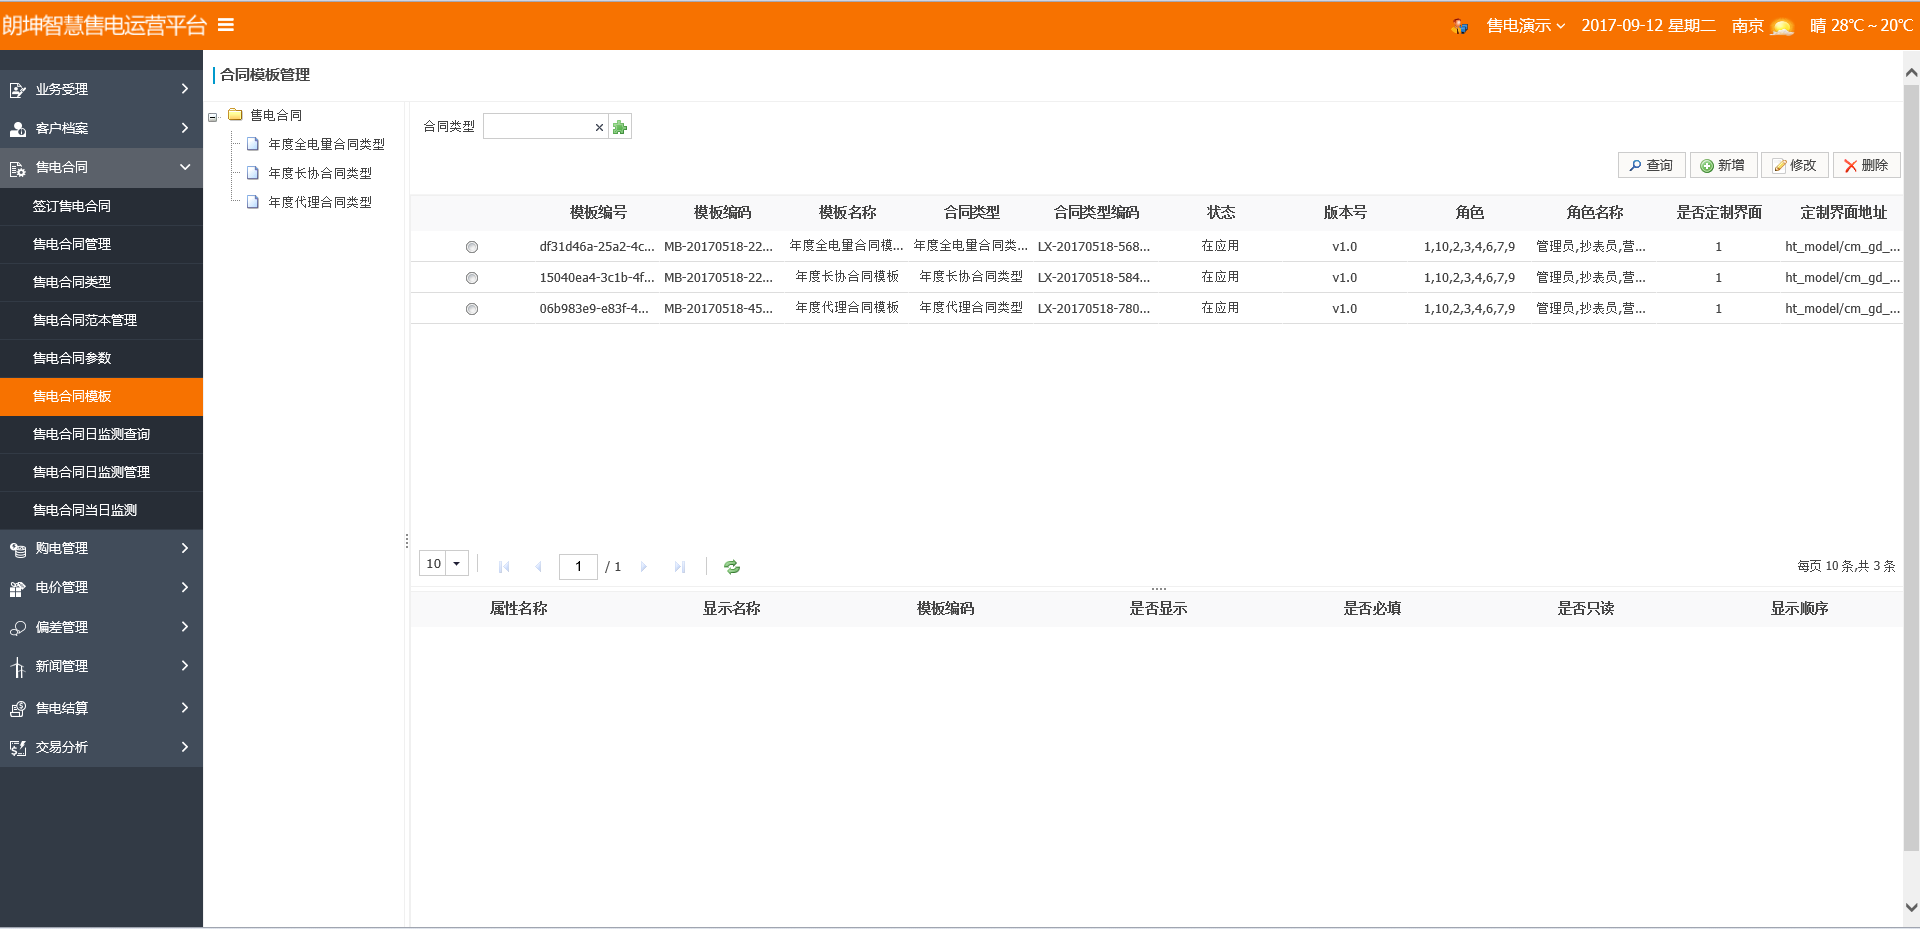 朗坤智慧售电运营平台
售电演示 2017-09-12 星期二 南京 晴 28℃ ~ 20℃
业务受理
客户档案
售电合同
签订售电合同
售电合同管理
售电合同类型
售电合同范本管理
售电合同参数
售电合同模板
售电合同日监测查询
售电合同日监测管理
售电合同当日监测
购电管理
电价管理
偏差管理
新闻管理
售电结算
交易分析
合同模板管理
售电合同
年度全电量合同类型
年度长协合同类型
年度代理合同类型
合同类型
查询 新增 修改 删除
模板编号 模板编码 模板名称 合同类型 合同类型编码 状态 版本号 角色 角色名称 是否定制界面 定制界面地址
df31d46a-25a2-4c... MB-20170518-22... 年度全电量合同模... 年度全电量合同类... LX-20170518-568... 在应用 v1.0 1,10,2,3,4,6,7,9 管理员,抄表员,营... 1 ht_model/cm_gd_...
15040ea4-3c1b-4f... MB-20170518-22... 年度长协合同模板 年度长协合同类型 LX-20170518-584... 在应用 v1.0 1,10,2,3,4,6,7,9 管理员,抄表员,营... 1 ht_model/cm_gd_...
06b983e9-e83f-4... MB-20170518-45... 年度代理合同模板 年度代理合同类型 LX-20170518-780... 在应用 v1.0 1,10,2,3,4,6,7,9 管理员,抄表员,营... 1 ht_model/cm_gd_...
10 1 / 1 每页 10 条,共 3 条
属性名称 显示名称 模板编码 是否显示 是否必填 是否只读 显示顺序